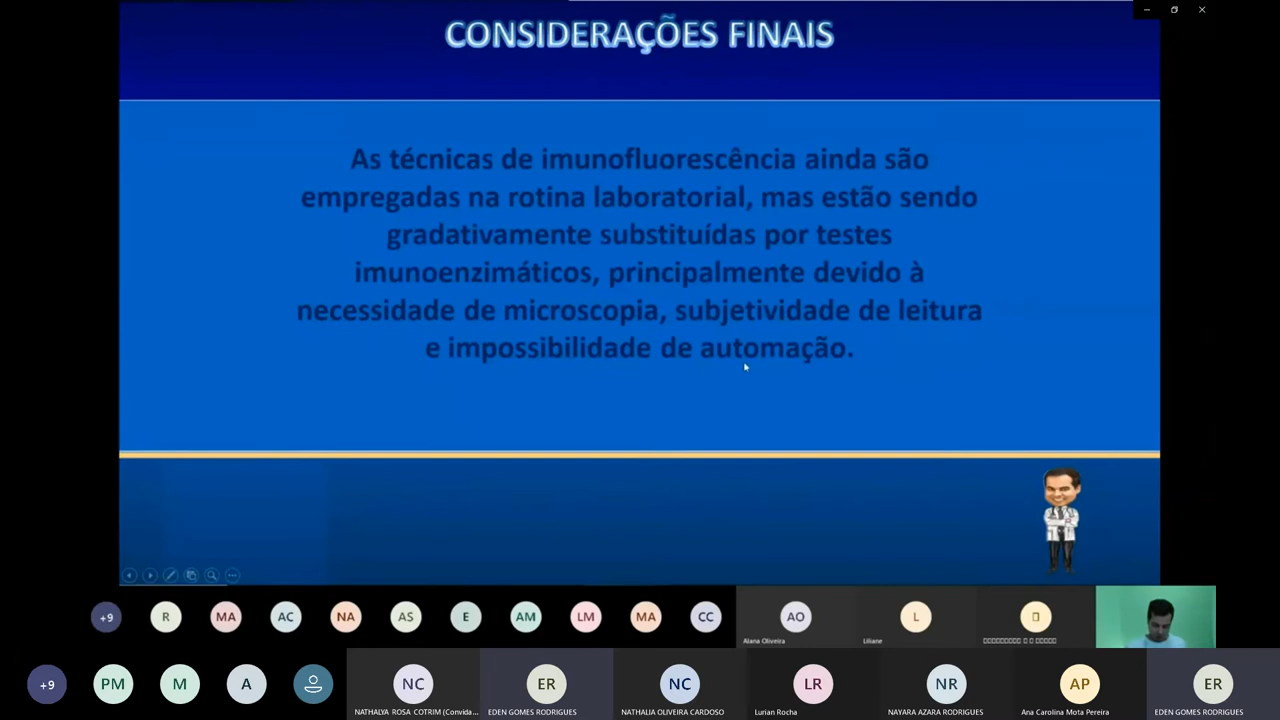 CONSIDERAÇÕES FINAIS
As técnicas de imunofluorescência ainda são
empregadas na rotina laboratorial, mas estão sendo
gradativamente substituídas por testes
imunoenzimáticos, principalmente devido à
necessidade de microscopia, subjetividade de leitura
e impossibilidade de automação.
+9 R MA AC NA AS E AM LM MA CC AO L
Alana Oliveira Liliane
+9 PM M A NC ER NC LR NR AP ER
NATHALYA ROSA COTRIM (Convida... EDEN GOMES RODRIGUES NATHALIA OLIVEIRA CARDOSO Lurian Rocha NAYARA AZARA RODRIGUES Ana Carolina Mota Pereira EDEN GOMES RODRIGUES